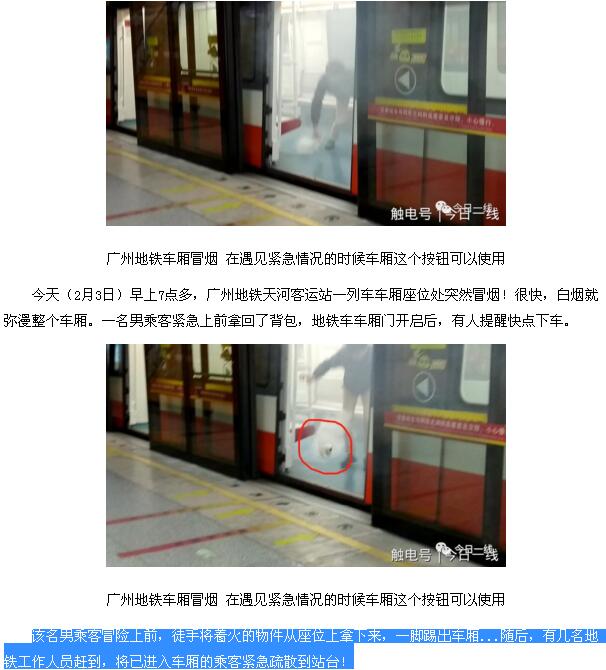 触电号 | 今日一线
今日一线
广州地铁车厢冒烟 在遇见紧急情况的时候车厢这个按钮可以使用
今天（2月3日）早上7点多，广州地铁天河客运站一列车车厢座位处突然冒烟！很快，白烟就
弥漫整个车厢。一名男乘客紧急上前拿回了背包，地铁车车厢门开启后，有人提醒快点下车。
触电号 | 今日一线
今日一线
广州地铁车厢冒烟 在遇见紧急情况的时候车厢这个按钮可以使用
该名男乘客冒险上前，徒手将着火的物件从座位上拿下来，一脚踢出车厢...随后，有几名地
铁工作人员赶到，将已进入车厢的乘客紧急疏散到站台！